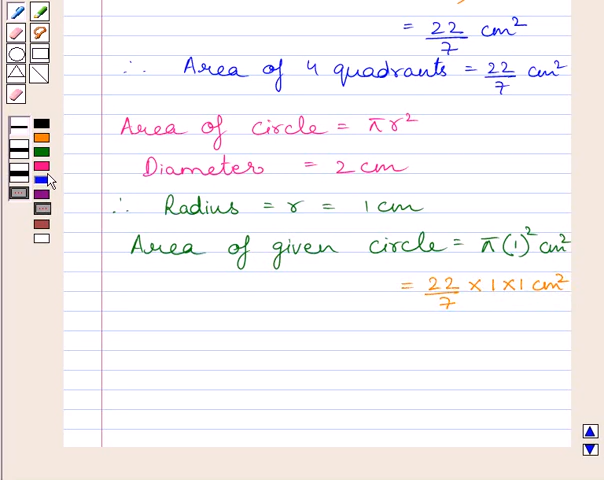 = 22/7 cm²
∴ Area of 4 quadrants = 22/7 cm²
Area of circle = πr²
Diameter = 2 cm
∴ Radius = r = 1 cm
Area of given circle = π(1)² cm²
= 22/7 × 1 × 1 cm²